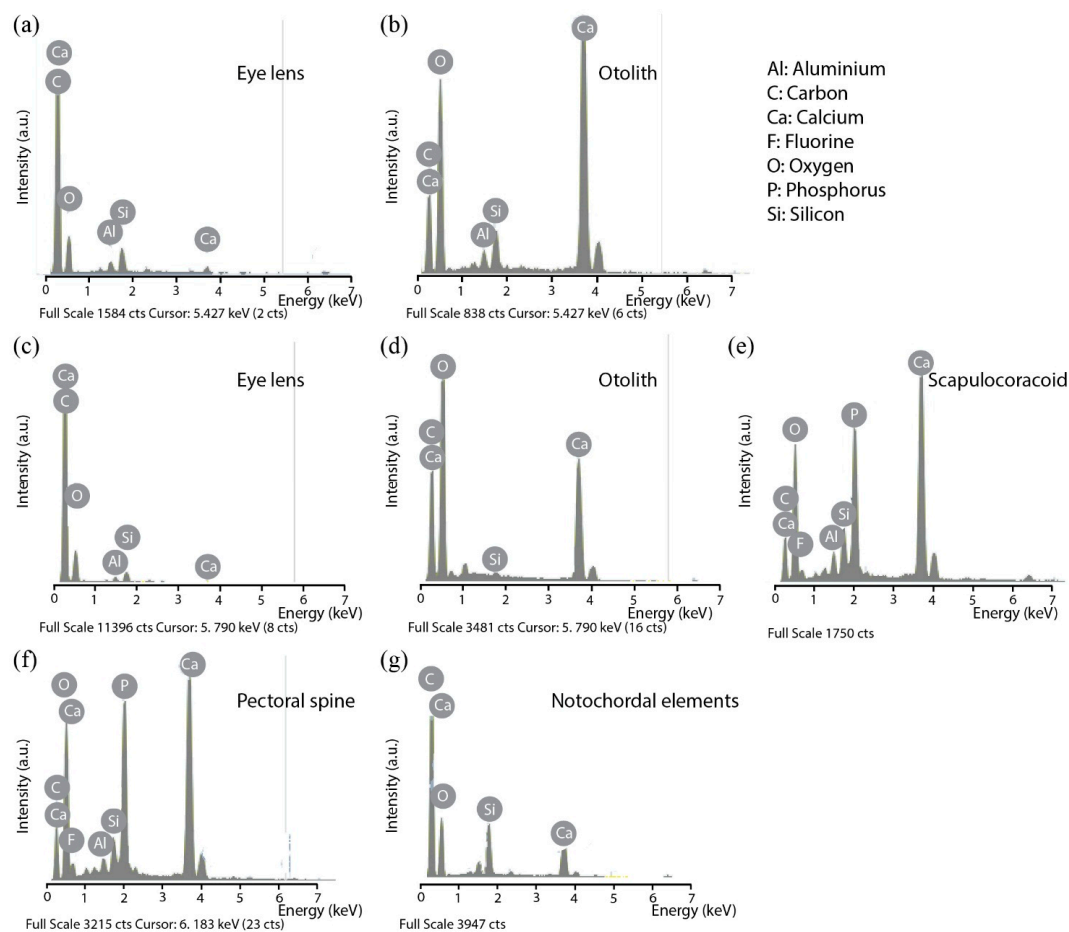 (a)
Ca
C
O
Al
Si
Ca
Eye lens
Intensity (a.u.)
0 1 2 3 4 5 6 7
Energy (keV)
Full Scale 1584 cts Cursor: 5.427 keV (2 cts)
(b)
Ca
O
C
Ca
Al
Si
Otolith
Intensity (a.u.)
0 1 2 3 4 5 6 7
Energy (keV)
Full Scale 838 cts Cursor: 5.427 keV (6 cts)
Al: Aluminium
C: Carbon
Ca: Calcium
F: Fluorine
O: Oxygen
P: Phosphorus
Si: Silicon
(c)
Ca
C
O
Al
Si
Ca
Eye lens
Intensity (a.u.)
0 1 2 3 4 5 6 7
Energy (keV)
Full Scale 11396 cts Cursor: 5. 790 keV (8 cts)
(d)
O
C
Ca
Si
Ca
Otolith
Intensity (a.u.)
0 1 2 3 4 5 6 7
Energy (keV)
Full Scale 3481 cts Cursor: 5. 790 keV (16 cts)
(e)
Ca
Scapulocoracoid
P
O
C
Ca
F
Al
Si
Intensity (a.u.)
0 1 2 3 4 5 6 7
Energy (keV)
Full Scale 1750 cts
(f)
O
Ca
P
Ca
C
Ca
F
Al
Si
Pectoral spine
Intensity (a.u.)
0 1 2 3 4 5 6 7
Energy (keV)
Full Scale 3215 cts Cursor: 6. 183 keV (23 cts)
(g)
C
Ca
O
Si
Ca
Notochordal elements
Intensity (a.u.)
0 1 2 3 4 5 6 7
Energy (keV)
Full Scale 3947 cts